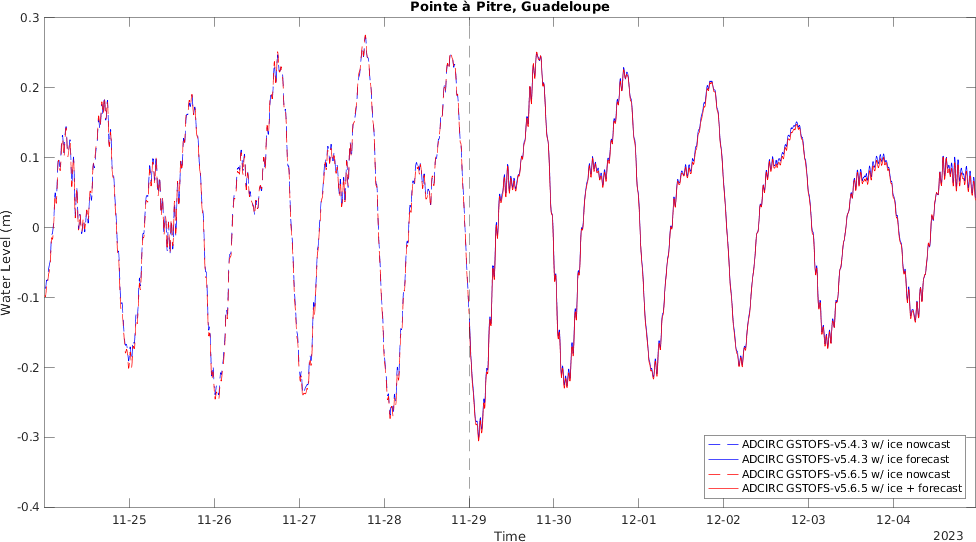 Pointe à Pitre, Guadeloupe
Water Level (m)
0.3
0.2
0.1
0
-0.1
-0.2
-0.3
-0.4
ADCIRC GSTOFS-v5.4.3 w/ ice nowcast
ADCIRC GSTOFS-v5.4.3 w/ ice forecast
ADCIRC GSTOFS-v5.6.5 w/ ice nowcast
ADCIRC GSTOFS-v5.6.5 w/ ice + forecast
11-25 11-26 11-27 11-28 11-29 11-30 12-01 12-02 12-03 12-04
Time
2023